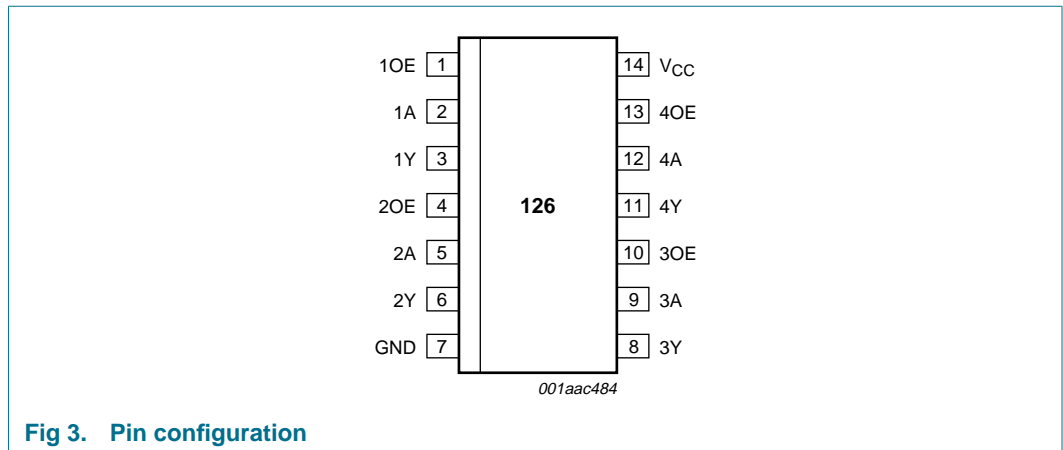 1OE 1 14 VCC
1A 2 13 4OE
1Y 3 12 4A
2OE 4 126 11 4Y
2A 5 10 3OE
2Y 6 9 3A
GND 7 8 3Y
001aac484
Fig 3. Pin configuration